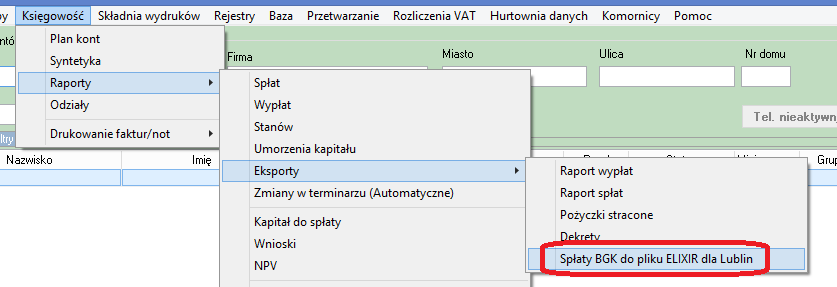 by Księgowość Składnia wydruków Rejestry Baza Przetwarzanie Rozliczenia VAT Hurtownia danych Komornicy Pomoc
Plan kont
Syntetyka
Raporty
Odziały
Drukowanie faktur/not
Firma Miasto Ulica Nr domu
Tel. nieaktywn
Nazwisko Imię
Spłat
Wypłat
Stanów
Umorzenia kapitału
Eksporty
Zmiany w terminarzu (Automatyczne)
Kapitał do spłaty
Wnioski
NPV
Grup
Raport wypłat
Raport spłat
Pożyczki stracone
Dekrety
Spłaty BGK do pliku ELIXIR dla Lublin